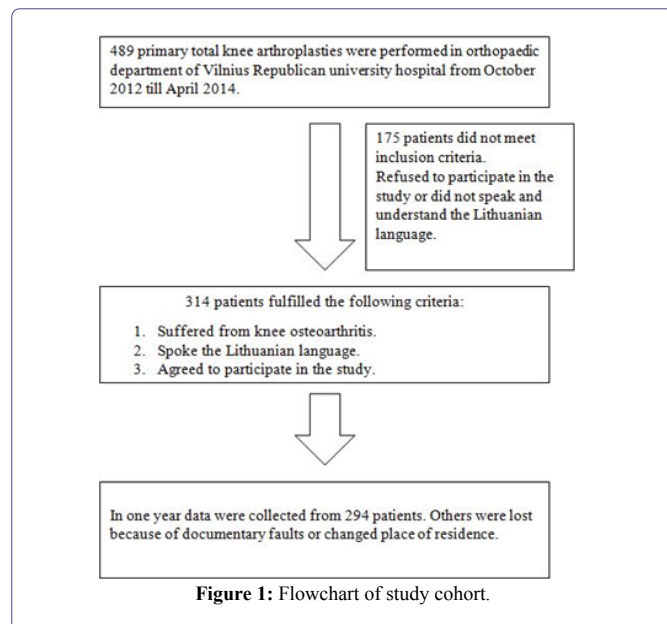 489 primary total knee arthroplasties were performed in orthopaedic
department of Vilnius Republican university hospital from October
2012 till April 2014.
175 patients did not meet
inclusion criteria.
Refused to participate in the
study or did not speak and
understand the Lithuanian
language.
314 patients fulfilled the following criteria:
1. Suffered from knee osteoarthritis.
2. Spoke the Lithuanian language.
3. Agreed to participate in the study.
In one year data were collected from 294 patients. Others were lost
because of documentary faults or changed place of residence.
Figure 1: Flowchart of study cohort.